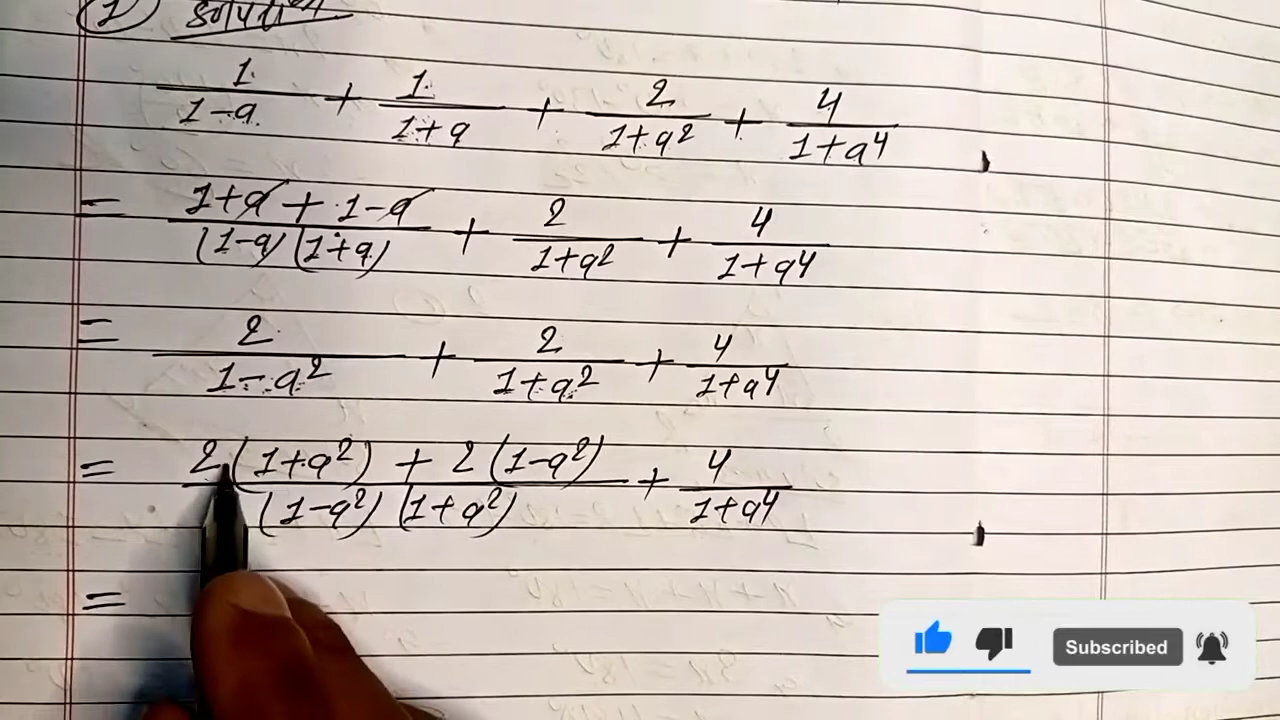 1 solution
1/(1-a) + 1/(1+a) + 2/(1+a²) + 4/(1+a⁴) ,
= (1+a + 1-a)/((1-a)(1+a)) + 2/(1+a²) + 4/(1+a⁴)
= 2/(1-a²) + 2/(1+a²) + 4/(1+a⁴)
= (2(1+a²) + 2(1-a²))/((1-a²)(1+a²)) + 4/(1+a⁴)
=
Subscribed